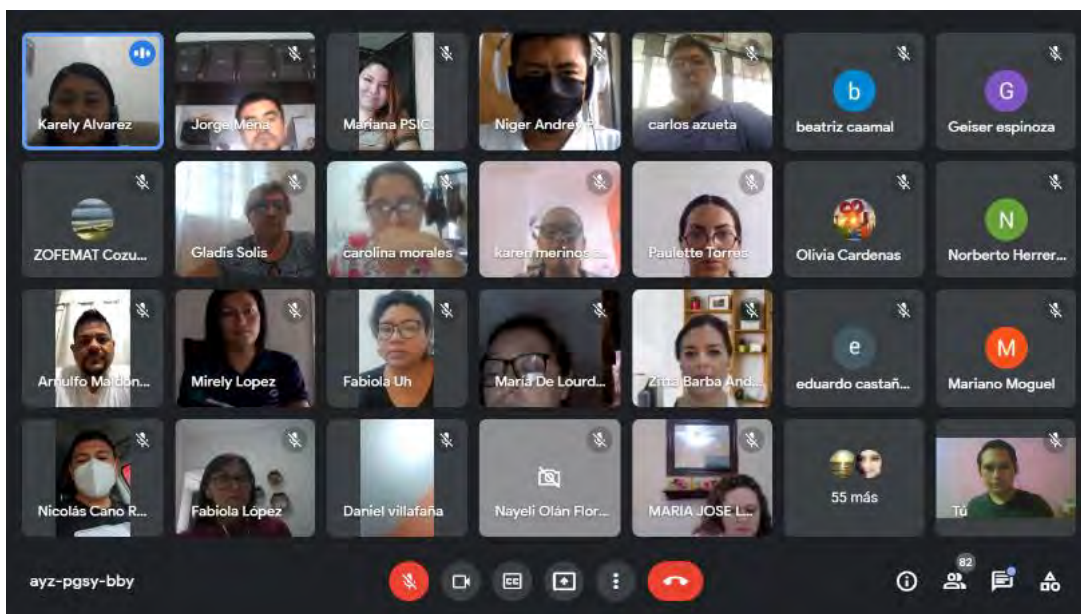 Karely Alvarez
Jorge Mena
Mariana PSIC.
Niger Andrey P...
carlos azueta
b
beatriz caamal
G
Geiser espinoza
ZOFEMAT Cozu...
Gladis Solis
carolina morales
karen merinos s...
Paulette Torres
Olivia Cardenas
N
Norberto Herrer...
Arnulfo Maldon...
Mirely Lopez
Fabiola Uh
Maria De Lourd...
Zitta Barba And...
e
eduardo castañ...
M
Mariano Moguel
Nicolás Cano R...
Fabiola López
Daniel villafaña
Nayeli Olán Flor...
MARIA JOSE L...
55 más
Tú
ayz-pgsy-bby
CC
82